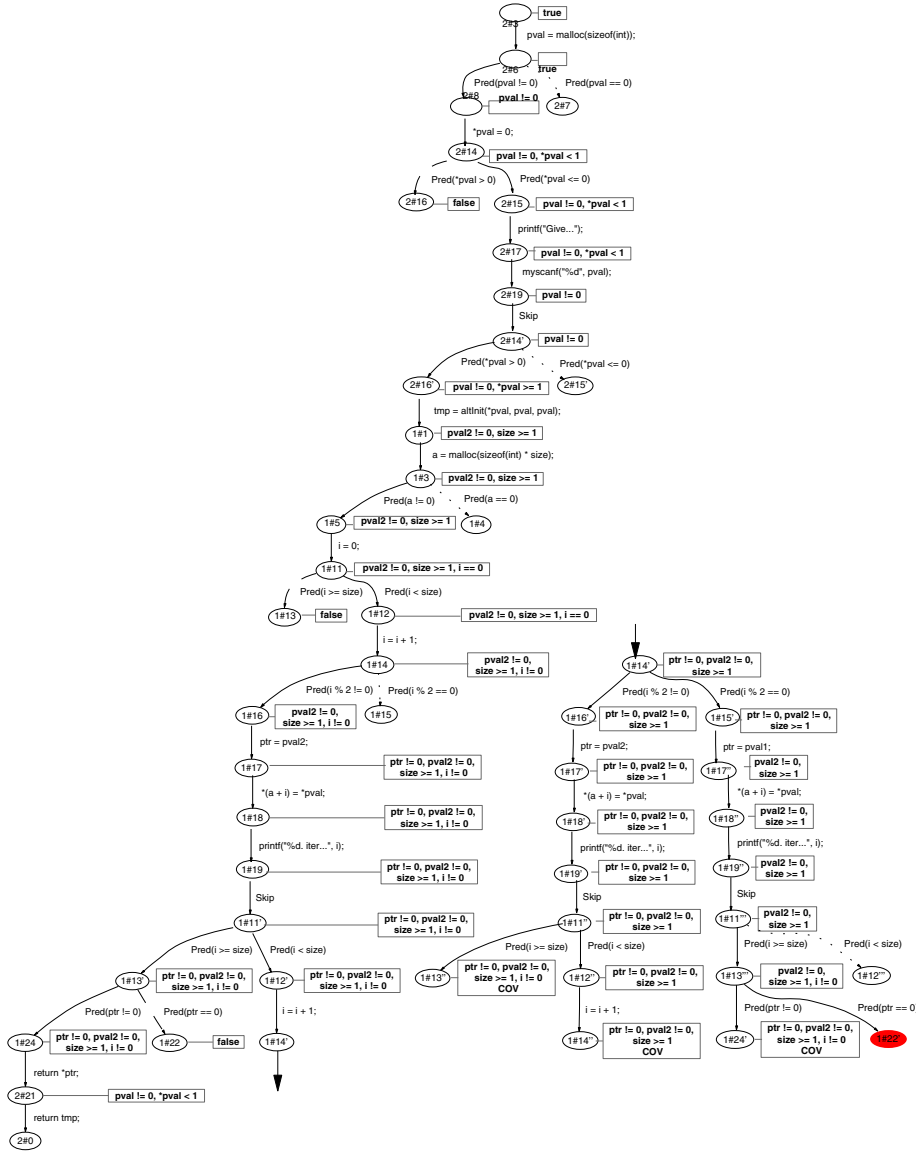 2#3
true
pval = malloc(sizeof(int));
2#6
true
Pred(pval != 0)
Pred(pval == 0)
2#8
pval != 0
2#7
*pval = 0;
2#14
pval != 0, *pval < 1
Pred(*pval > 0)
Pred(*pval <= 0)
2#16
false
2#15
pval != 0, *pval < 1
printf("Give...");
2#17
pval != 0, *pval < 1
myscanf("%d", pval);
2#19
pval != 0
Skip
2#14'
pval != 0
Pred(*pval > 0)
Pred(*pval <= 0)
2#16'
pval != 0, *pval >= 1
2#15'
tmp = altInit(*pval, pval, pval);
1#1
pval2 != 0, size >= 1
a = malloc(sizeof(int) * size);
1#3
pval2 != 0, size >= 1
Pred(a != 0)
Pred(a == 0)
1#5
pval2 != 0, size >= 1
1#4
i = 0;
1#11
pval2 != 0, size >= 1, i == 0
Pred(i >= size)
Pred(i < size)
1#13
false
1#12
pval2 != 0, size >= 1, i == 0
i = i + 1;
1#14
pval2 != 0,
size >= 1, i != 0
Pred(i % 2 != 0)
Pred(i % 2 == 0)
1#16
pval2 != 0,
size >= 1, i != 0
1#15
ptr = pval2;
1#17
ptr != 0, pval2 != 0,
size >= 1, i != 0
*(a + i) = *pval;
1#18
ptr != 0, pval2 != 0,
size >= 1, i != 0
printf("%d. iter...", i);
1#19
ptr != 0, pval2 != 0,
size >= 1, i != 0
Skip
1#11'
ptr != 0, pval2 != 0,
size >= 1, i != 0
Pred(i >= size)
Pred(i < size)
1#13'
ptr != 0, pval2 != 0,
size >= 1, i != 0
1#12'
ptr != 0, pval2 != 0,
size >= 1, i != 0
Pred(ptr != 0)
Pred(ptr == 0)
i = i + 1;
1#24
ptr != 0, pval2 != 0,
size >= 1, i != 0
1#22
false
1#14'
return *ptr;
2#21
pval != 0, *pval < 1
return tmp;
2#0
1#14'
ptr != 0, pval2 != 0,
size >= 1
Pred(i % 2 != 0)
Pred(i % 2 == 0)
1#16'
ptr != 0, pval2 != 0,
size >= 1
1#15'
ptr != 0, pval2 != 0,
size >= 1
ptr = pval2;
ptr = pval1;
1#17'
ptr != 0, pval2 != 0,
size >= 1
1#17''
pval2 != 0,
size >= 1
*(a + i) = *pval;
*(a + i) = *pval;
1#18'
ptr != 0, pval2 != 0,
size >= 1
1#18''
pval2 != 0,
size >= 1
printf("%d. iter...", i);
printf("%d. iter...", i);
1#19'
ptr != 0, pval2 != 0,
size >= 1
1#19''
pval2 != 0,
size >= 1
Skip
Skip
1#11''
ptr != 0, pval2 != 0,
size >= 1
1#11'''
pval2 != 0,
size >= 1
Pred(i >= size)
Pred(i < size)
Pred(i >= size)
Pred(i < size)
1#13''
ptr != 0, pval2 != 0,
size >= 1, i != 0
COV
1#12''
ptr != 0, pval2 != 0,
size >= 1
1#13'''
pval2 != 0,
size >= 1, i != 0
1#12'''
i = i + 1;
Pred(ptr != 0)
Pred(ptr == 0
1#14''
ptr != 0, pval2 != 0,
size >= 1
COV
1#24'
ptr != 0, pval2 != 0,
size >= 1, i != 0
COV
1#22'